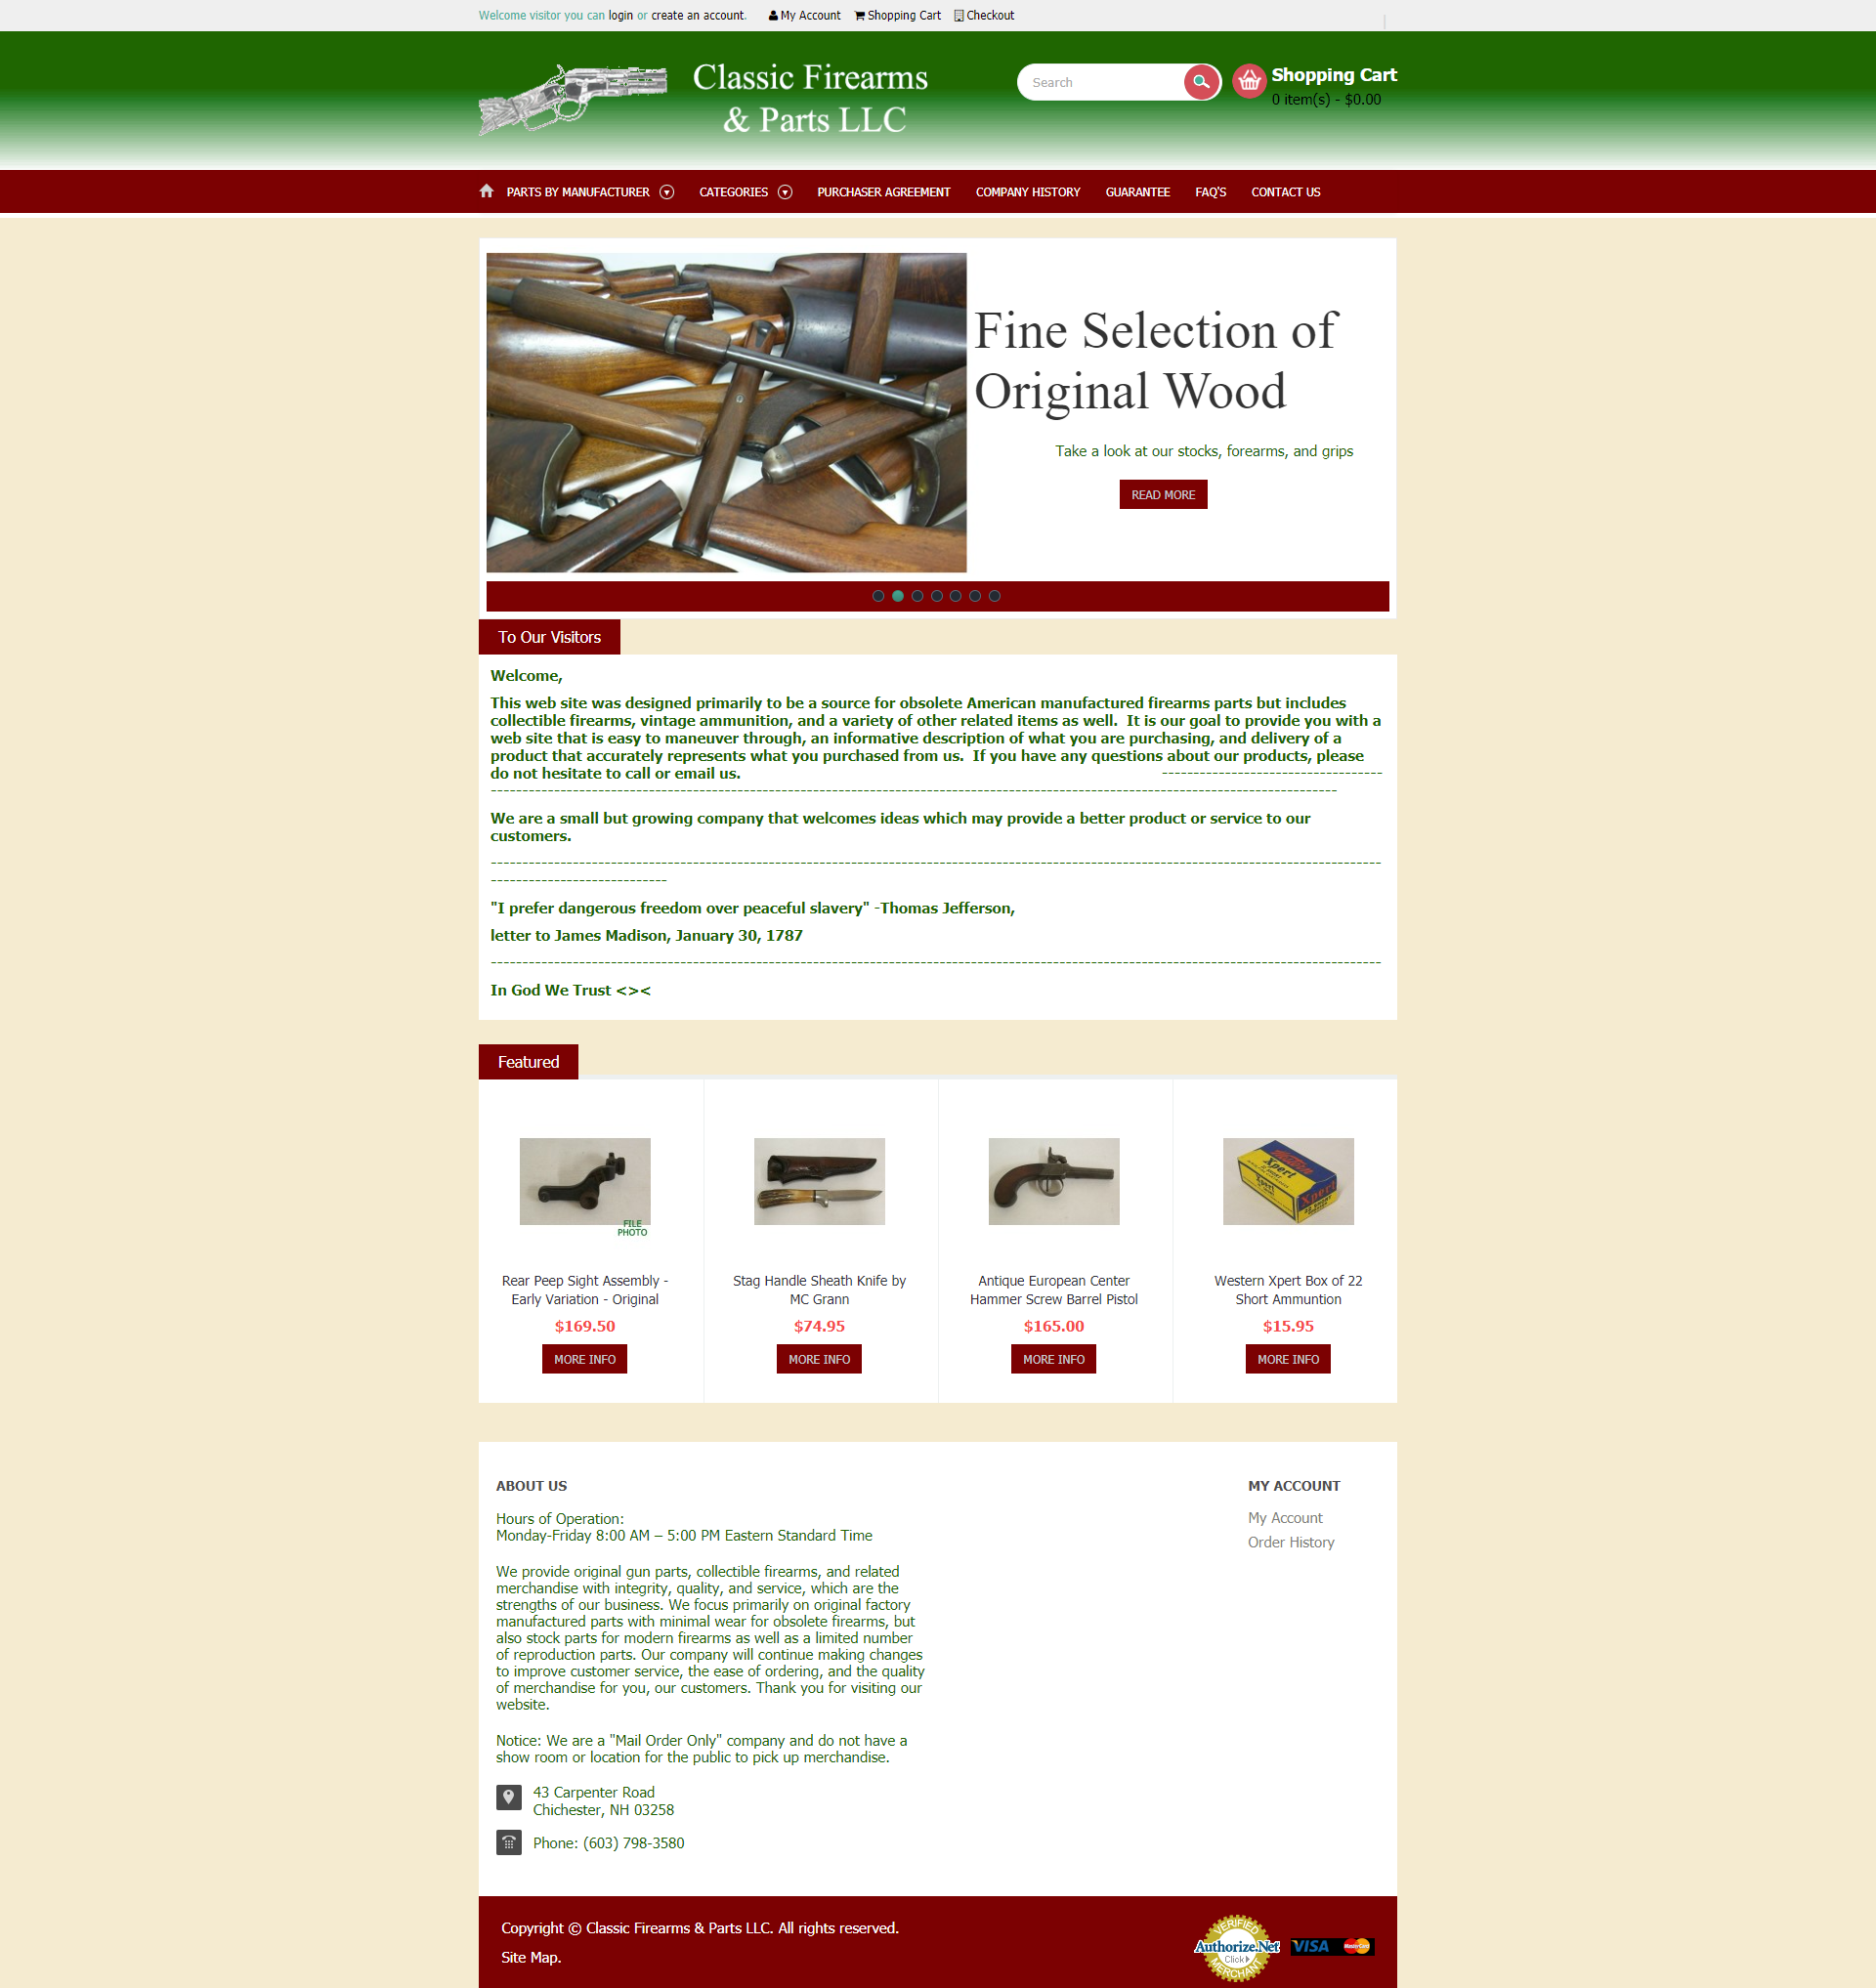 Welcome visitor you can login or create an account. My Account Shopping Cart Checkout
Classic Firearms
& Parts LLC
Search
Shopping Cart
0 item(s) - $0.00
PARTS BY MANUFACTURER CATEGORIES PURCHASER AGREEMENT COMPANY HISTORY GUARANTEE FAQ'S CONTACT US
Fine Selection of
Original Wood
Take a look at our stocks, forearms, and grips
READ MORE
To Our Visitors
Welcome,
This web site was designed primarily to be a source for obsolete American manufactured firearms parts but includes
collectible firearms, vintage ammunition, and a variety of other related items as well. It is our goal to provide you with a
web site that is easy to maneuver through, an informative description of what you are purchasing, and delivery of a
product that accurately represents what you purchased from us. If you have any questions about our products, please
do not hesitate to call or email us.
We are a small but growing company that welcomes ideas which may provide a better product or service to our
customers.
"I prefer dangerous freedom over peaceful slavery" -Thomas Jefferson,
letter to James Madison, January 30, 1787
In God We Trust <><
Featured
FILE
PHOTO
Xpert
Xpert
Xpert
Rear Peep Sight Assembly -
Early Variation - Original
$169.50
MORE INFO
Stag Handle Sheath Knife by
MC Grann
$74.95
MORE INFO
Antique European Center
Hammer Screw Barrel Pistol
$165.00
MORE INFO
Western Xpert Box of 22
Short Ammuntion
$15.95
MORE INFO
ABOUT US
Hours of Operation:
Monday-Friday 8:00 AM – 5:00 PM Eastern Standard Time
We provide original gun parts, collectible firearms, and related
merchandise with integrity, quality, and service, which are the
strengths of our business. We focus primarily on original factory
manufactured parts with minimal wear for obsolete firearms, but
also stock parts for modern firearms as well as a limited number
of reproduction parts. Our company will continue making changes
to improve customer service, the ease of ordering, and the quality
of merchandise for you, our customers. Thank you for visiting our
website.
Notice: We are a "Mail Order Only" company and do not have a
show room or location for the public to pick up merchandise.
43 Carpenter Road
Chichester, NH 03258
Phone: (603) 798-3580
MY ACCOUNT
My Account
Order History
Copyright © Classic Firearms & Parts LLC. All rights reserved.
Site Map.
VERIFIED
Authorize.Net
Click
MERCHANT
VISA
MasterCard